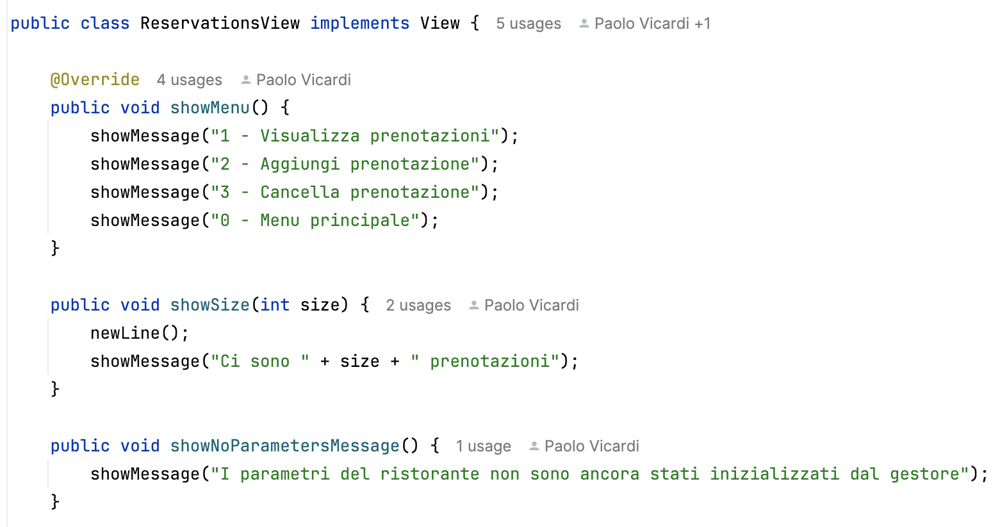 public class ReservationsView implements View { 5 usages Paolo Vicardi +1
@Override 4 usages Paolo Vicardi
public void showMenu() {
showMessage("1 - Visualizza prenotazioni");
showMessage("2 - Aggiungi prenotazione");
showMessage("3 - Cancella prenotazione");
showMessage("0 - Menu principale");
}
public void showSize(int size) { 2 usages Paolo Vicardi
newLine();
showMessage("Ci sono " + size + " prenotazioni");
}
public void showNoParametersMessage() { 1 usage Paolo Vicardi
showMessage("I parametri del ristorante non sono ancora stati inizializzati dal gestore");
}